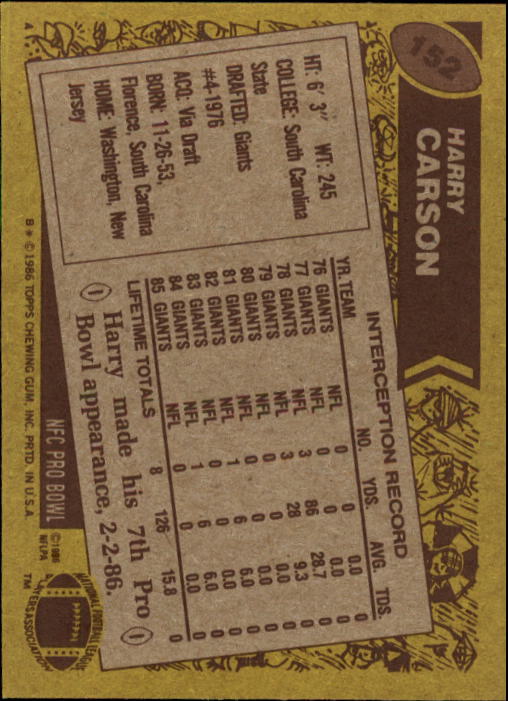 152
HARRY
CARSON
HT: 6' 3" WT: 245
COLLEGE: South Carolina
State
DRAFTED: Giants
#4-1976
ACQ: Via Draft
BORN: 11-26-53,
Florence, South Carolina
HOME: Washington, New
Jersey
INTERCEPTION RECORD
YR. TEAM NO. YDS. AVG. TDS.
76 GIANTS NFL 0 0 0.0 0
77 GIANTS NFL 0 0 0.0 0
78 GIANTS NFL 3 86 28.7 0
79 GIANTS NFL 3 28 9.3 0
80 GIANTS NFL 0 0 0.0 0
81 GIANTS NFL 0 0 0.0 0
82 GIANTS NFL 1 6 6.0 0
83 GIANTS NFL 0 0 0.0 0
84 GIANTS NFL 1 6 6.0 0
85 GIANTS NFL 0 0 0.0 0
LIFETIME TOTALS 8 126 15.8 0
Harry made his 7th Pro
Bowl appearance, 2-2-86.
NFC PRO BOWL
© 1986
NFLPA
NATIONAL FOOTBALL LEAGUE
PLAYERS ASSOCIATION
TM
A B * © 1986 TOPPS CHEWING GUM, INC. PRTD. IN U.S.A.